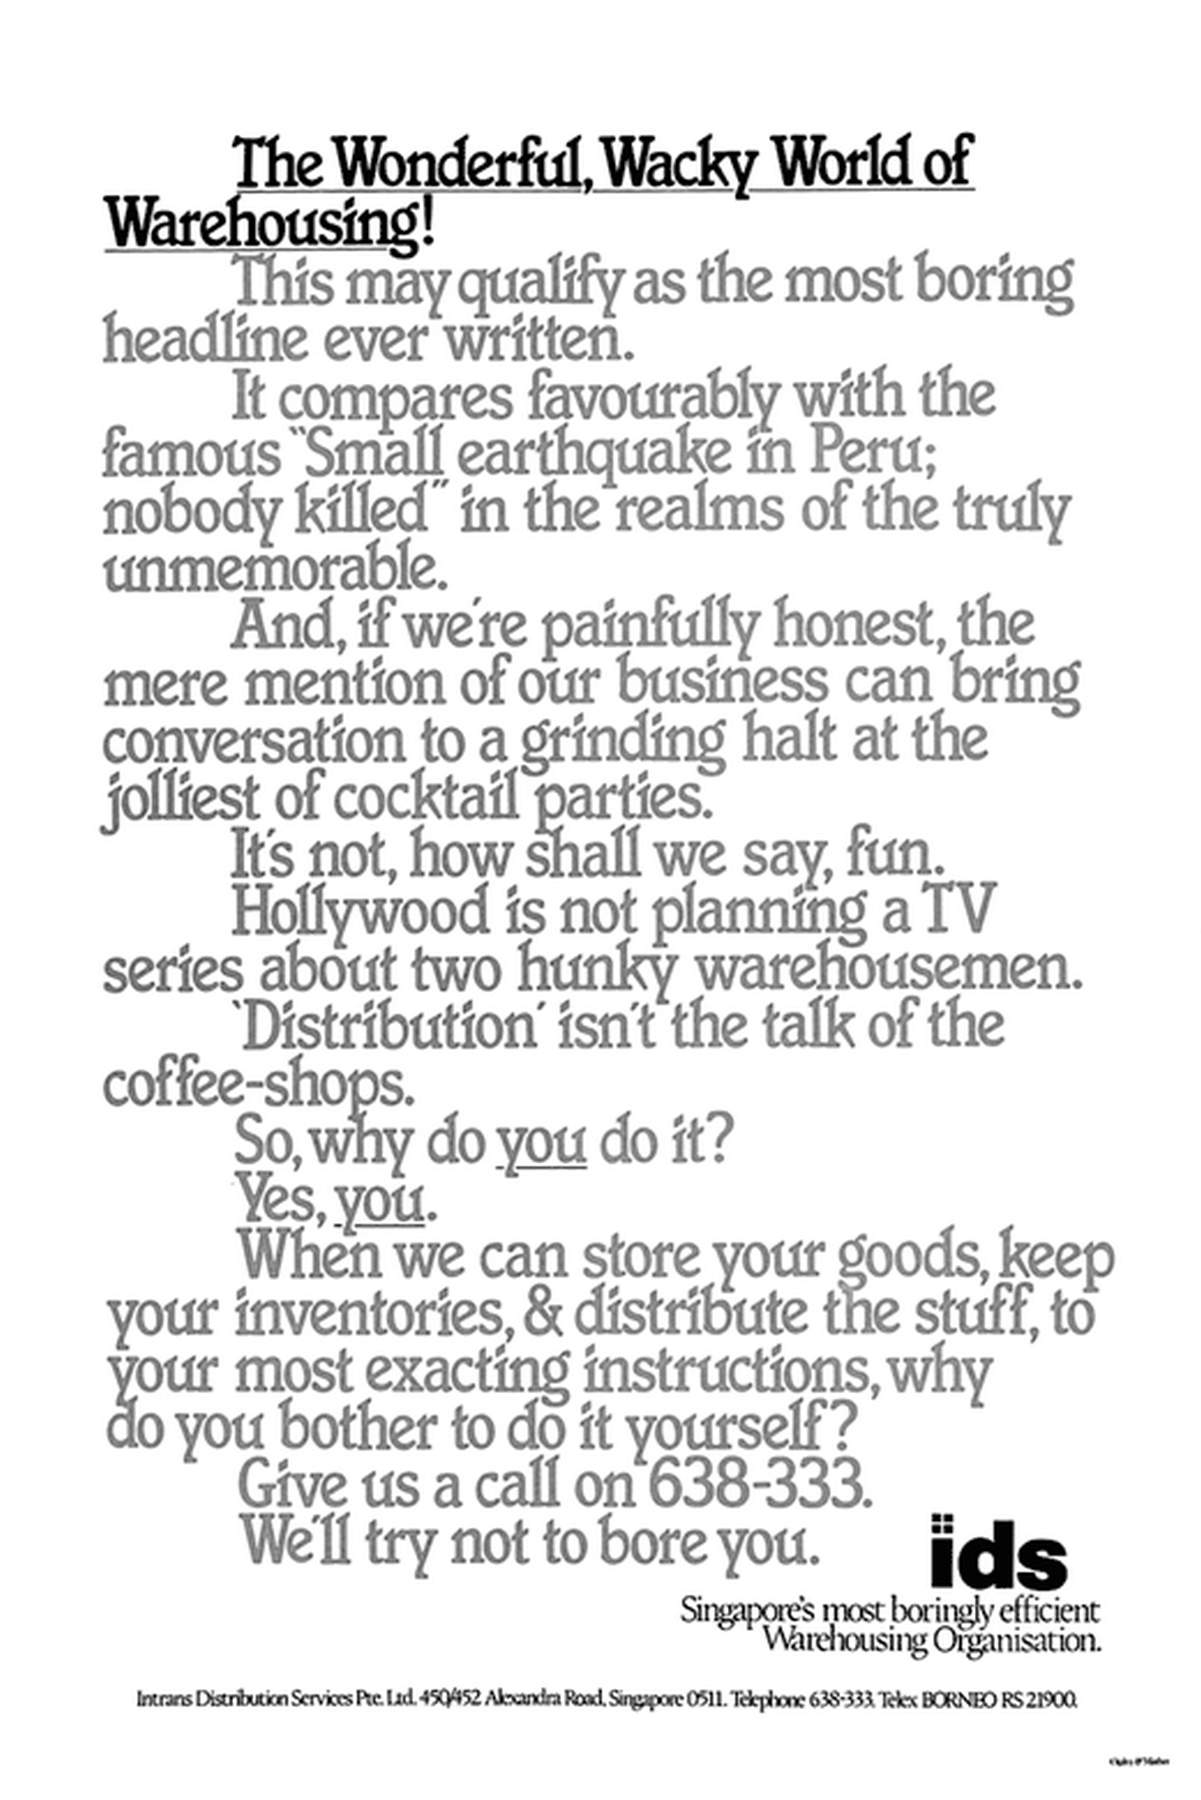 The Wonderful, Wacky World of
Warehousing!
This may qualify as the most boring
headline ever written.
It compares favourably with the
famous "Small earthquake in Peru;
nobody killed" in the realms of the truly
unmemorable.
And, if we're painfully honest, the
mere mention of our business can bring
conversation to a grinding halt at the
jolliest of cocktail parties.
It's not, how shall we say, fun.
Hollywood is not planning a TV
series about two hunky warehousemen.
'Distribution' isn't the talk of the
coffee-shops.
So, why do you do it?
Yes, you.
When we can store your goods, keep
your inventories, & distribute the stuff, to
your most exacting instructions, why
do you bother to do it yourself?
Give us a call on 638-333.
We'll try not to bore you.
ids
Singapore's most boringly efficient
Warehousing Organisation.
Intrans Distribution Services Pte. Ltd. 450/452 Alexandra Road, Singapore 0511. Telephone 638-333. Telex BORNEO RS 21900.